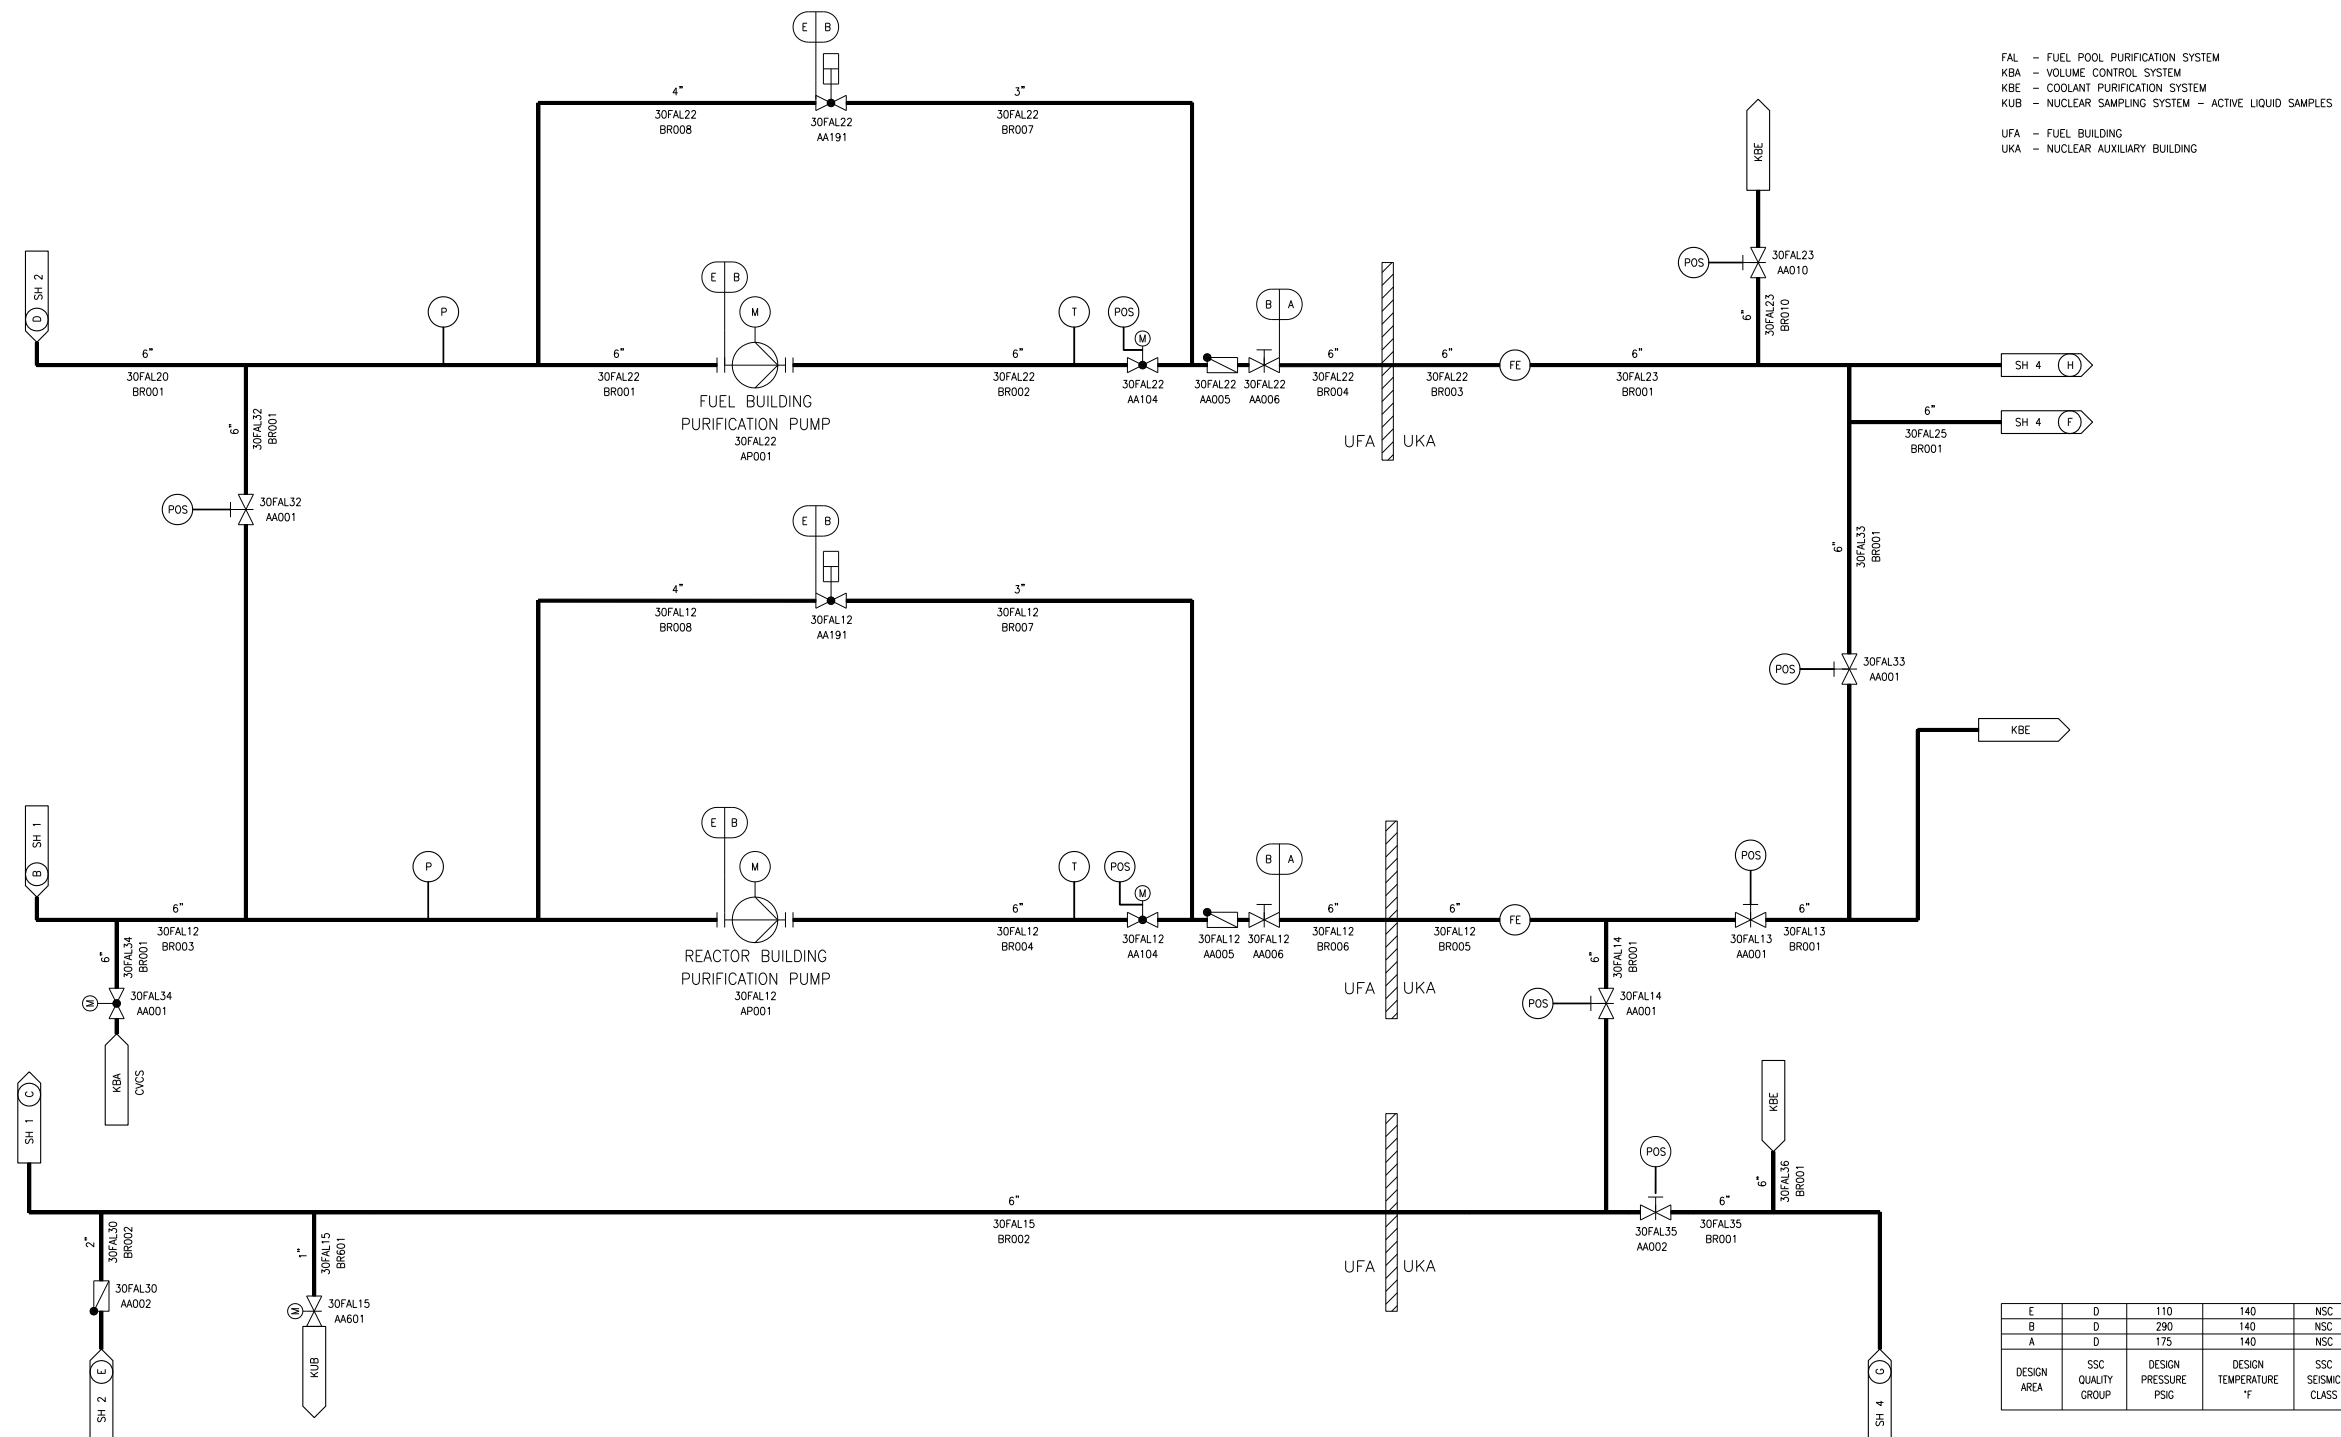 E B
4"
30FAL22
BR008
30FAL22
AA191
3"
30FAL22
BR007
FAL - FUEL POOL PURIFICATION SYSTEM
KBA - VOLUME CONTROL SYSTEM
KBE - COOLANT PURIFICATION SYSTEM
KUB - NUCLEAR SAMPLING SYSTEM - ACTIVE LIQUID SAMPLES
UFA - FUEL BUILDING
UKA - NUCLEAR AUXILIARY BUILDING
KBE
POS
30FAL23
AA010
6"
30FAL23
BR010
D SH 2
6"
30FAL20
BR001
P
6"
30FAL22
BR001
E B
M
FUEL BUILDING
PURIFICATION PUMP
30FAL22
AP001
6"
30FAL22
BR002
T
POS
M
30FAL22
AA104
30FAL22
AA005
30FAL22
AA006
B A
6"
30FAL22
BR004
UFA
UKA
6"
30FAL22
BR003
FE
6"
30FAL23
BR001
SH 4 H
SH 4 F
6"
30FAL25
BR001
6"
30FAL32
BR001
POS
30FAL32
AA001
E B
4"
30FAL12
BR008
30FAL12
AA191
3"
30FAL12
BR007
6"
30FAL33
BR001
POS
30FAL33
AA001
KBE
B SH 1
6"
30FAL12
BR003
P
E B
M
REACTOR BUILDING
PURIFICATION PUMP
30FAL12
AP001
6"
30FAL12
BR004
T
POS
M
30FAL12
AA104
30FAL12
AA005
30FAL12
AA006
B A
6"
30FAL12
BR006
UFA
UKA
6"
30FAL12
BR005
FE
POS
30FAL13
AA001
6"
30FAL13
BR001
6"
30FAL34
BR001
M
30FAL34
AA001
KBA
CVCS
6"
30FAL14
BR001
POS
30FAL14
AA001
SH 1 C
6"
30FAL15
BR002
UFA
UKA
POS
30FAL35
AA002
6"
30FAL35
BR001
KBE
6"
30FAL36
BR001
2"
30FAL30
BR002
30FAL30
AA002
SH 2 E
1"
30FAL15
BR601
M
30FAL15
AA601
KUB
SH 4 G
E D 110 140 NSC
B D 290 140 NSC
A D 175 140 NSC
DESIGN AREA
SSC QUALITY GROUP
DESIGN PRESSURE PSIG
DESIGN TEMPERATURE °F
SSC SEISMIC CLASS